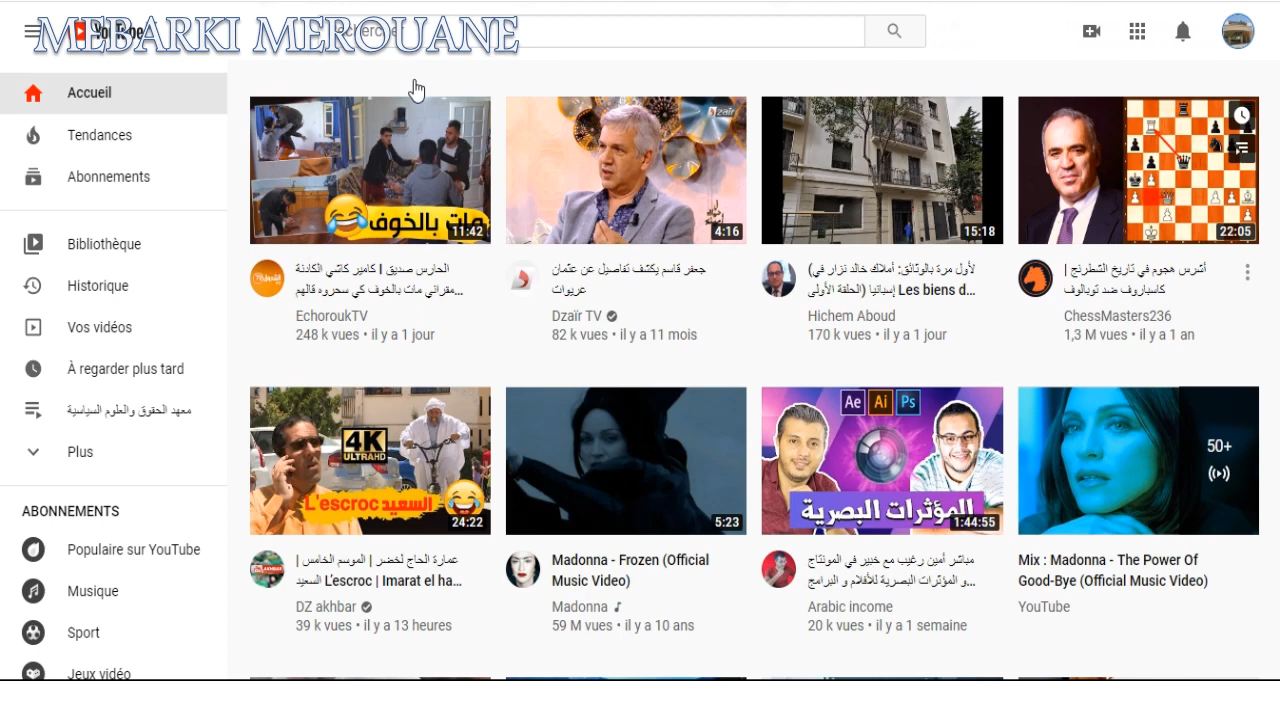 MEBARKI MEROUANE
YouTube
Rechercher
Accueil
Tendances
Abonnements
Bibliothèque
Historique
Vos vidéos
À regarder plus tard
معهد الحقوق والعلوم السياسية
Plus
ABONNEMENTS
Populaire sur YouTube
Musique
Sport
Jeux vidéo
مات بالخوف
11:42
الحارس صديق I كامير كاشي الكادنة
مقراني مات بالخوف كي سحروه قالهم...
EchoroukTV
248 k vues • il y a 1 jour
4:16
جعفر قاسم يكشف تفاصيل عن عثمان
عريوات
Dzaïr TV
82 k vues • il y a 11 mois
15:18
لأول مرة بالوثائق: أملاك خالد نزار في)
إسبانيا (الحلقة الأولى Les biens d...
Hichem Aboud
170 k vues • il y a 1 jour
22:05
أشرس هجوم في تاريخ الشطرنج |
كاسباروف ضد توبالوف
ChessMasters236
1,3 M vues • il y a 1 an
4K
ULTRAHD
L'escroc السعيد
24:22
عمارة الحاج لخضر | الموسم الخامس |
السعيد L'escroc | Imarat el ha...
DZ akhbar
39 k vues • il y a 13 heures
5:23
Madonna - Frozen (Official
Music Video)
Madonna
59 M vues • il y a 10 ans
Ae Ai Ps
المؤثرات البصرية
1:44:55
مباشر أمين رغيب مع خبير في المونتاج
و المؤثرات البصرية للأفلام و البرامج...
Arabic income
20 k vues • il y a 1 semaine
50+
Mix : Madonna - The Power Of
Good-Bye (Official Music Video)
YouTube